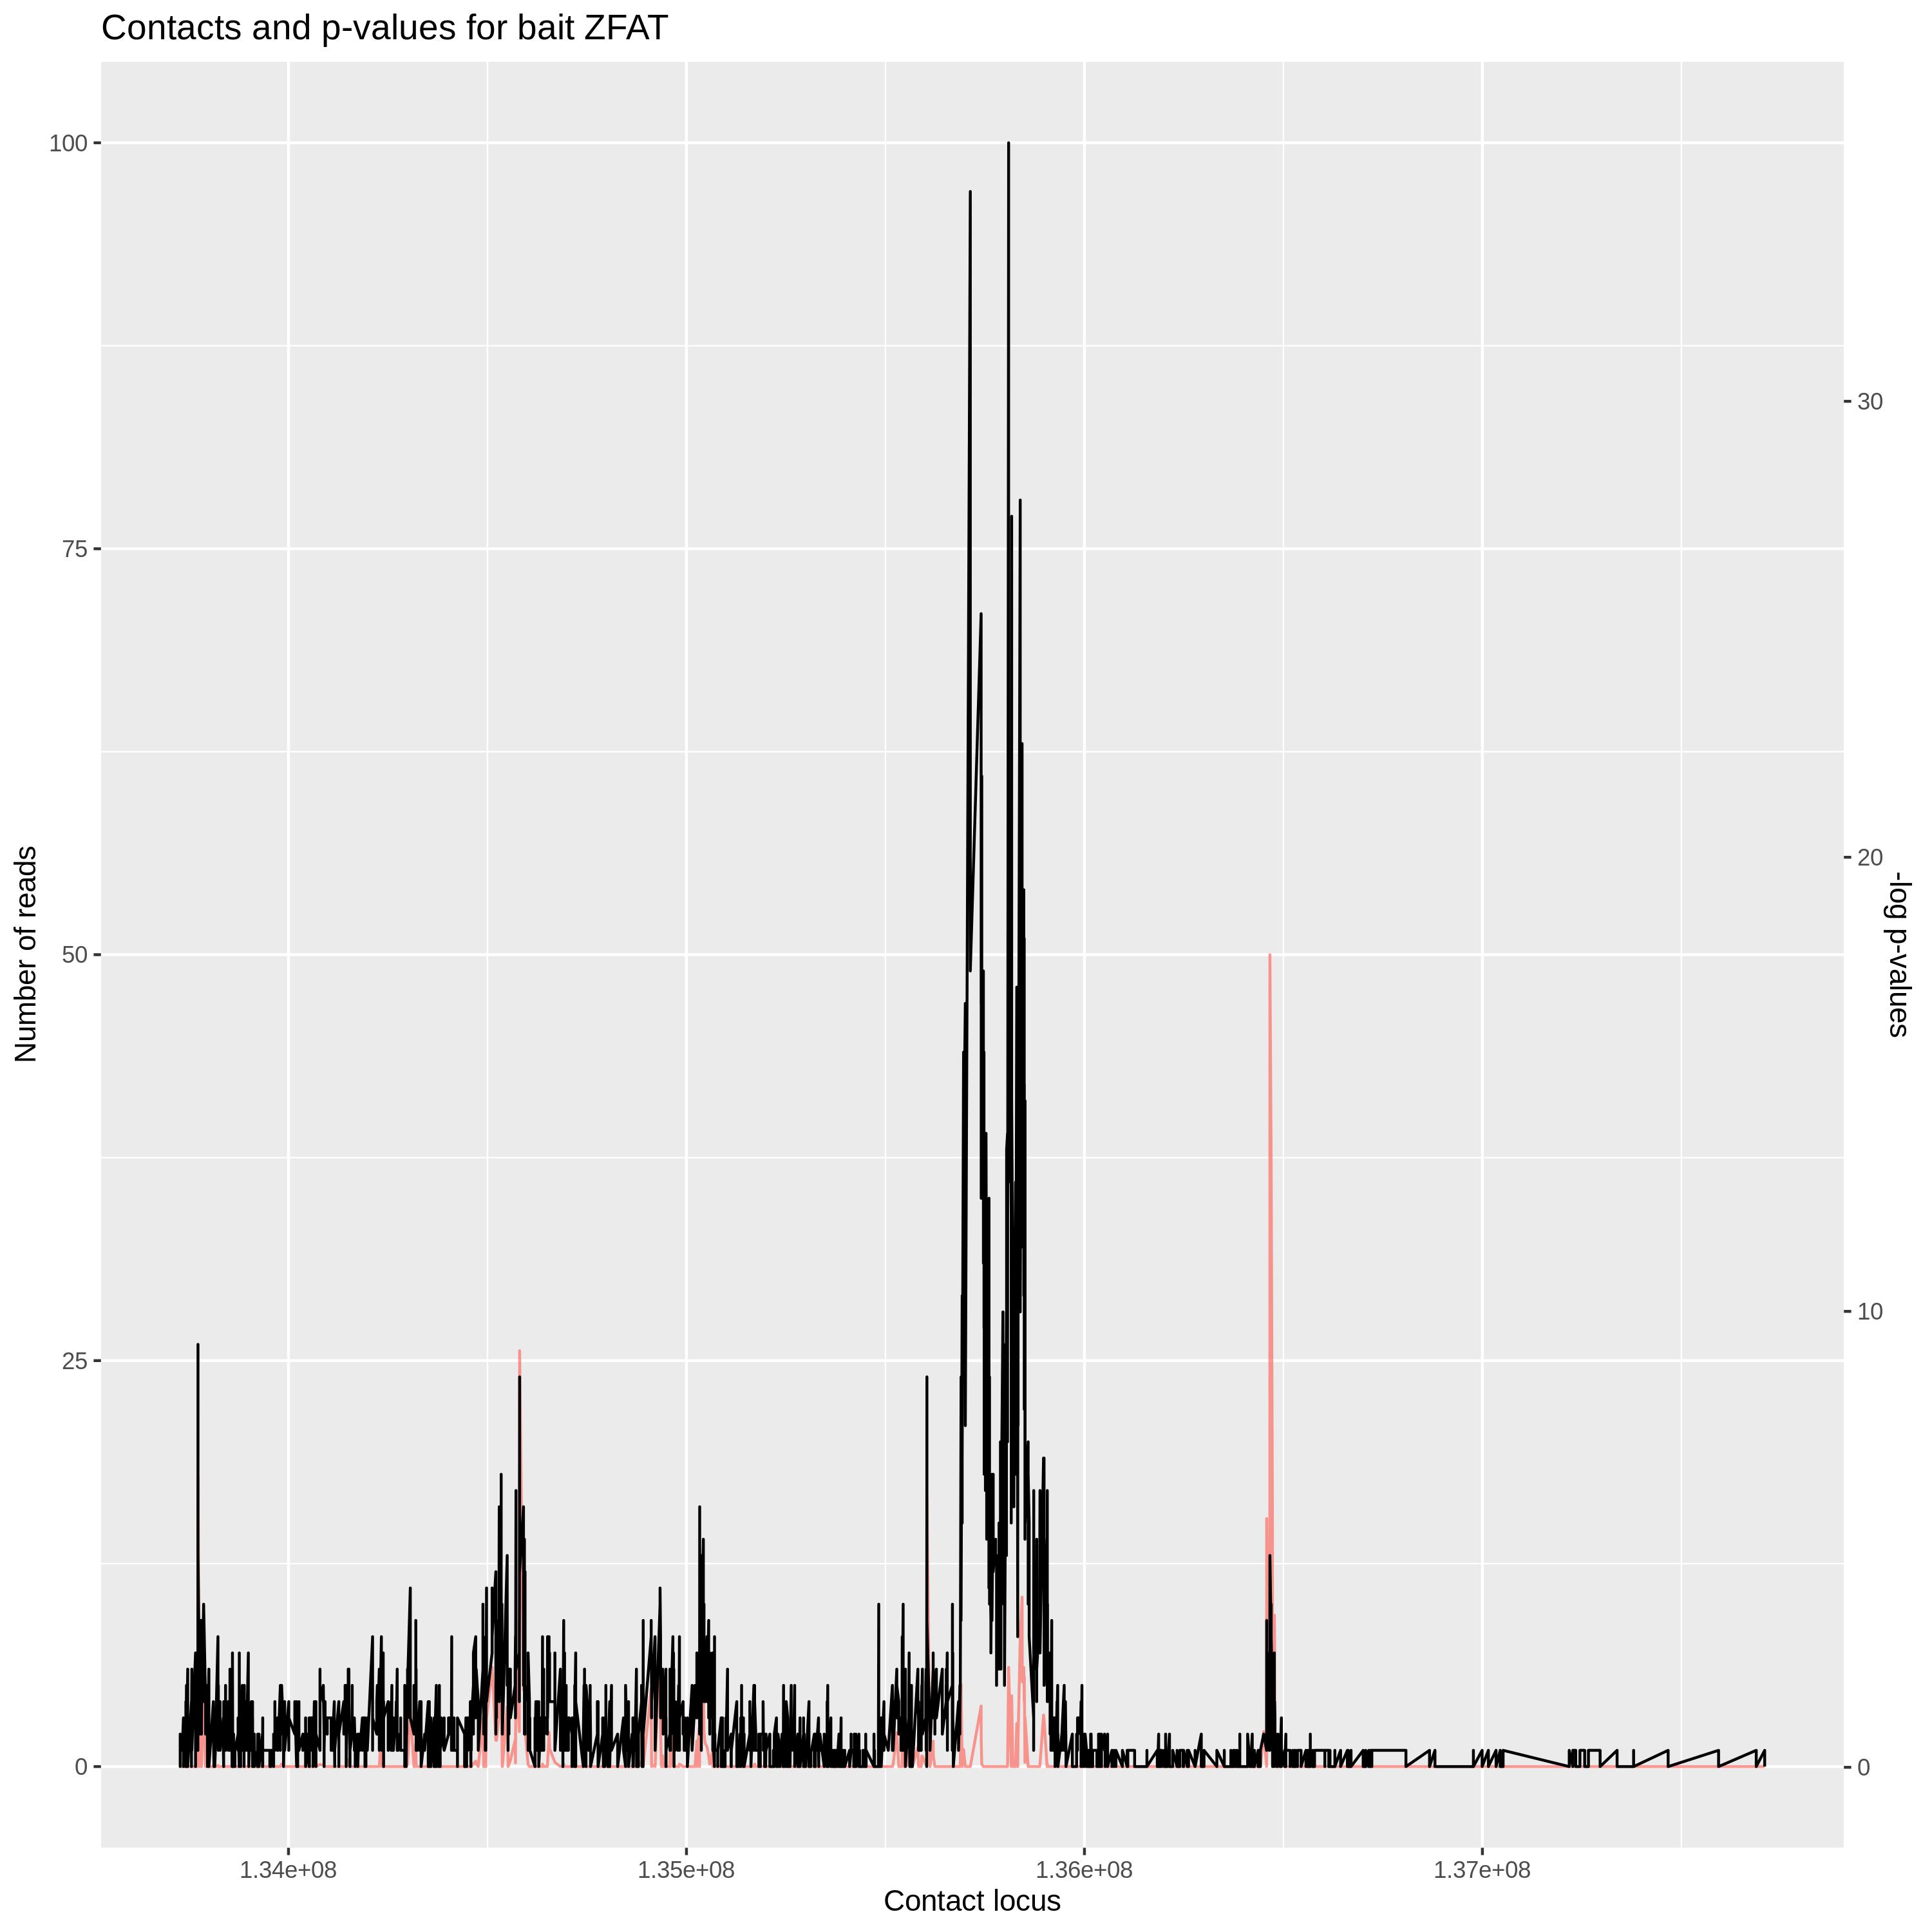 Contacts and p-values for bait ZFAT
100
75
50
25
0
30
20
10
0
Number of reads
-log p-values
1.34e+08
1.35e+08
1.36e+08
1.37e+08
Contact locus